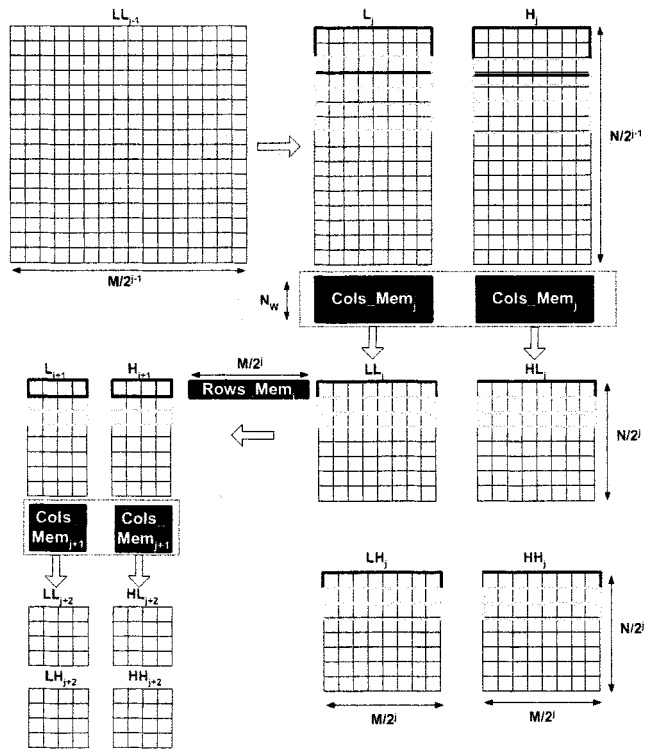 LL_{j-1}
L_j
H_j
N/2^{j-1}
M/2^{j-1}
N_W
Cols_Mem_j
Cols_Mem_j
M/2^j
L_{j+1}
H_{j+1}
Rows_Mem_j
LL_j
HL_j
N/2^j
Cols_
Mem_{j+1}
Cols_
Mem_{j+1}
LH_j
HH_j
LL_{j+2}
HL_{j+2}
N/2^j
LH_{j+2}
HH_{j+2}
M/2^j
M/2^j